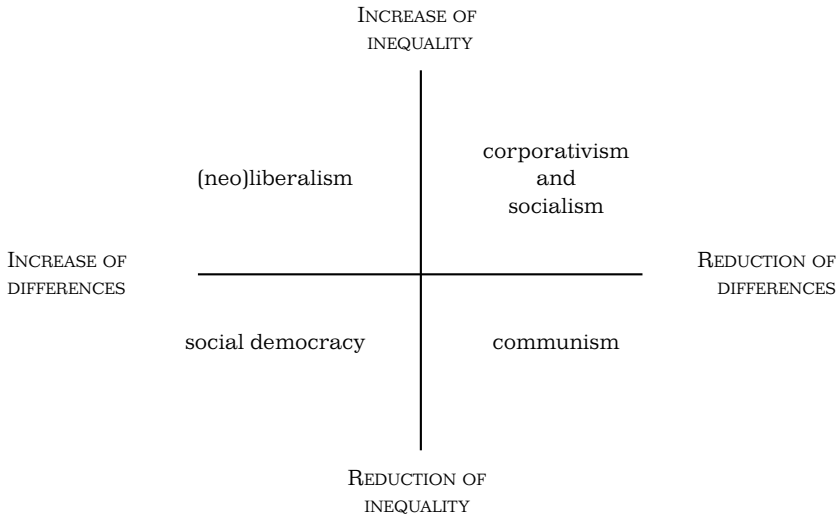 INCREASE OF
INEQUALITY
corporativism
(neo)liberalism
and
socialism
INCREASE OF
DIFFERENCES
REDUCTION OF
DIFFERENCES
social democracy
communism
REDUCTION OF
INEQUALITY